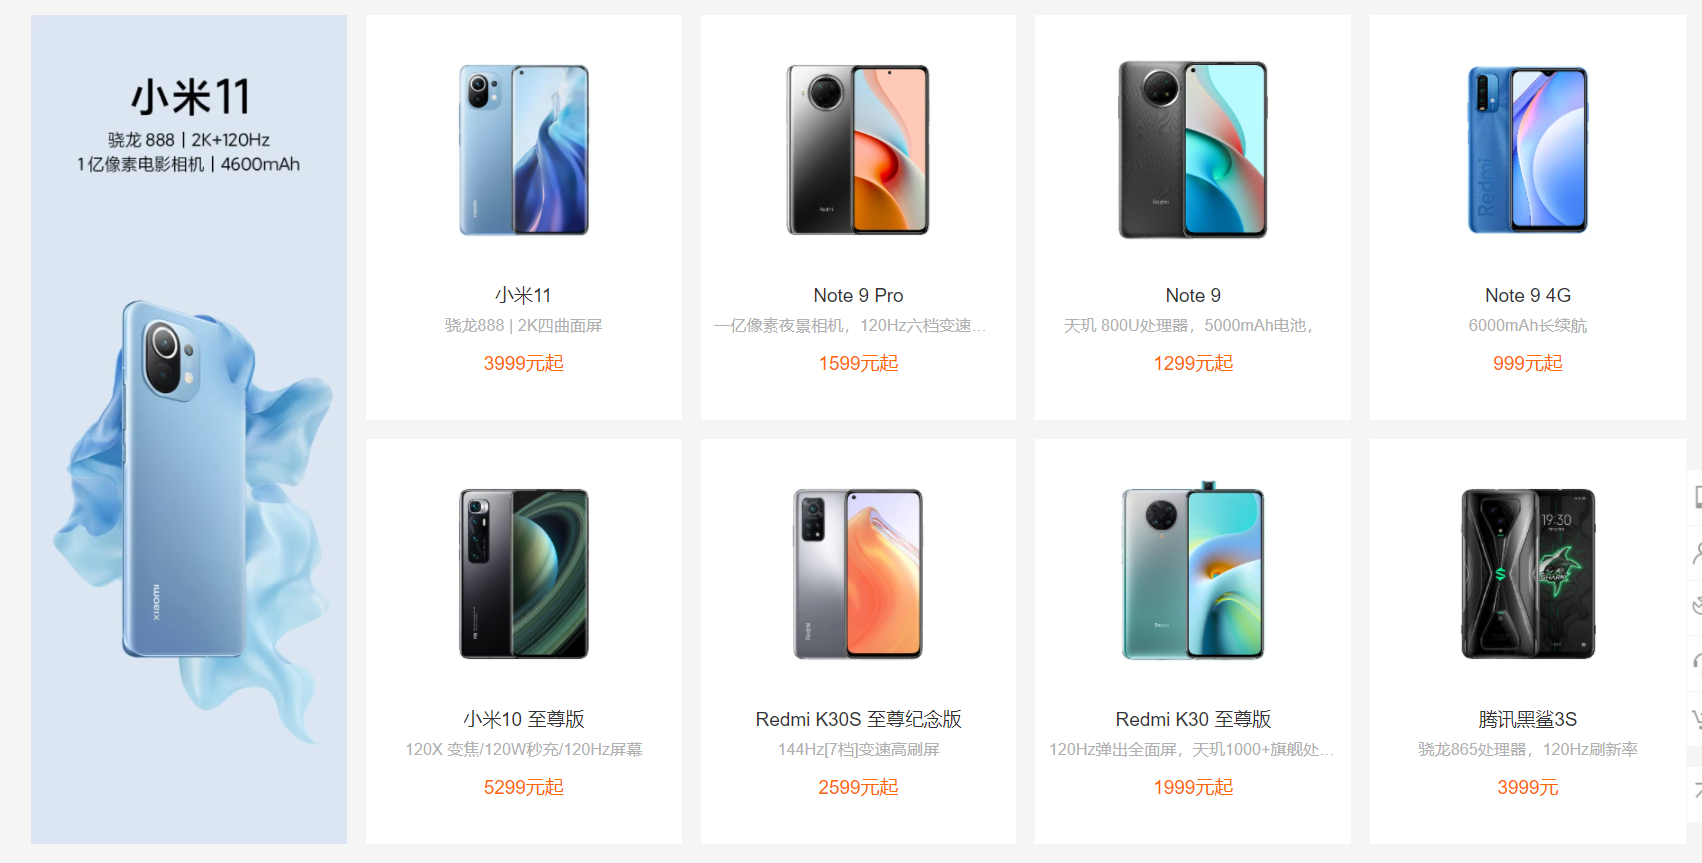 小米11
骁龙 888 | 2K+120Hz
1亿像素电影相机 | 4600mAh
xiaomi
小米11
骁龙888 | 2K四曲面屏
3999元起
Redmi
Note 9 Pro
一亿像素夜景相机，120Hz六档变速...
1599元起
Redmi
Note 9
天玑 800U处理器，5000mAh电池，
1299元起
Redmi
Note 9 4G
6000mAh长续航
999元起
小米10 至尊版
120X 变焦/120W秒充/120Hz屏幕
5299元起
Redmi
Redmi K30S 至尊纪念版
144Hz[7档]变速高刷屏
2599元起
Redmi
Redmi K30 至尊版
120Hz弹出全面屏，天玑1000+旗舰处...
1999元起
19:30
SHARK
腾讯黑鲨3S
骁龙865处理器，120Hz刷新率
3999元